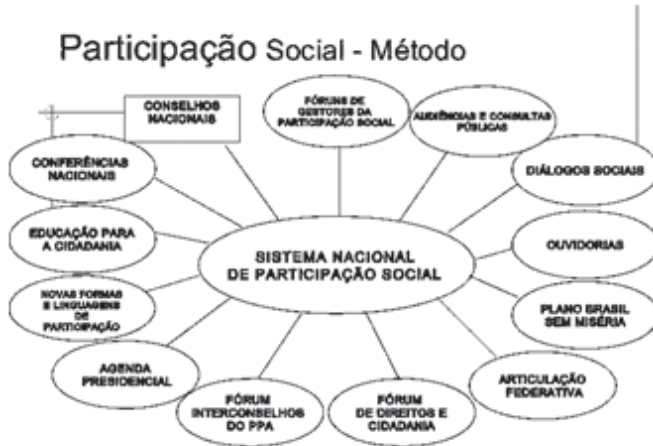 Participação Social - Método
CONSELHOS
NACIONAIS
FÓRUNS DE
GESTORES DA
PARTICIPAÇÃO SOCIAL
AUDIÊNCIAS E CONSULTAS
PÚBLICAS
CONFERÊNCIAS
NACIONAIS
DIÁLOGOS SOCIAIS
EDUCAÇÃO PARA
A CIDADANIA
SISTEMA NACIONAL
DE PARTICIPAÇÃO SOCIAL
OUVIDORIAS
NOVAS FORMAS
E LINGUAGENS
DE
PARTICIPAÇÃO
PLANO BRASIL
SEM MISÉRIA
AGENDA
PRESIDENCIAL
FÓRUM
INTERCONSELHOS
DO PPA
FÓRUM
DE DIREITOS E
CIDADANIA
ARTICULAÇÃO
FEDERATIVA